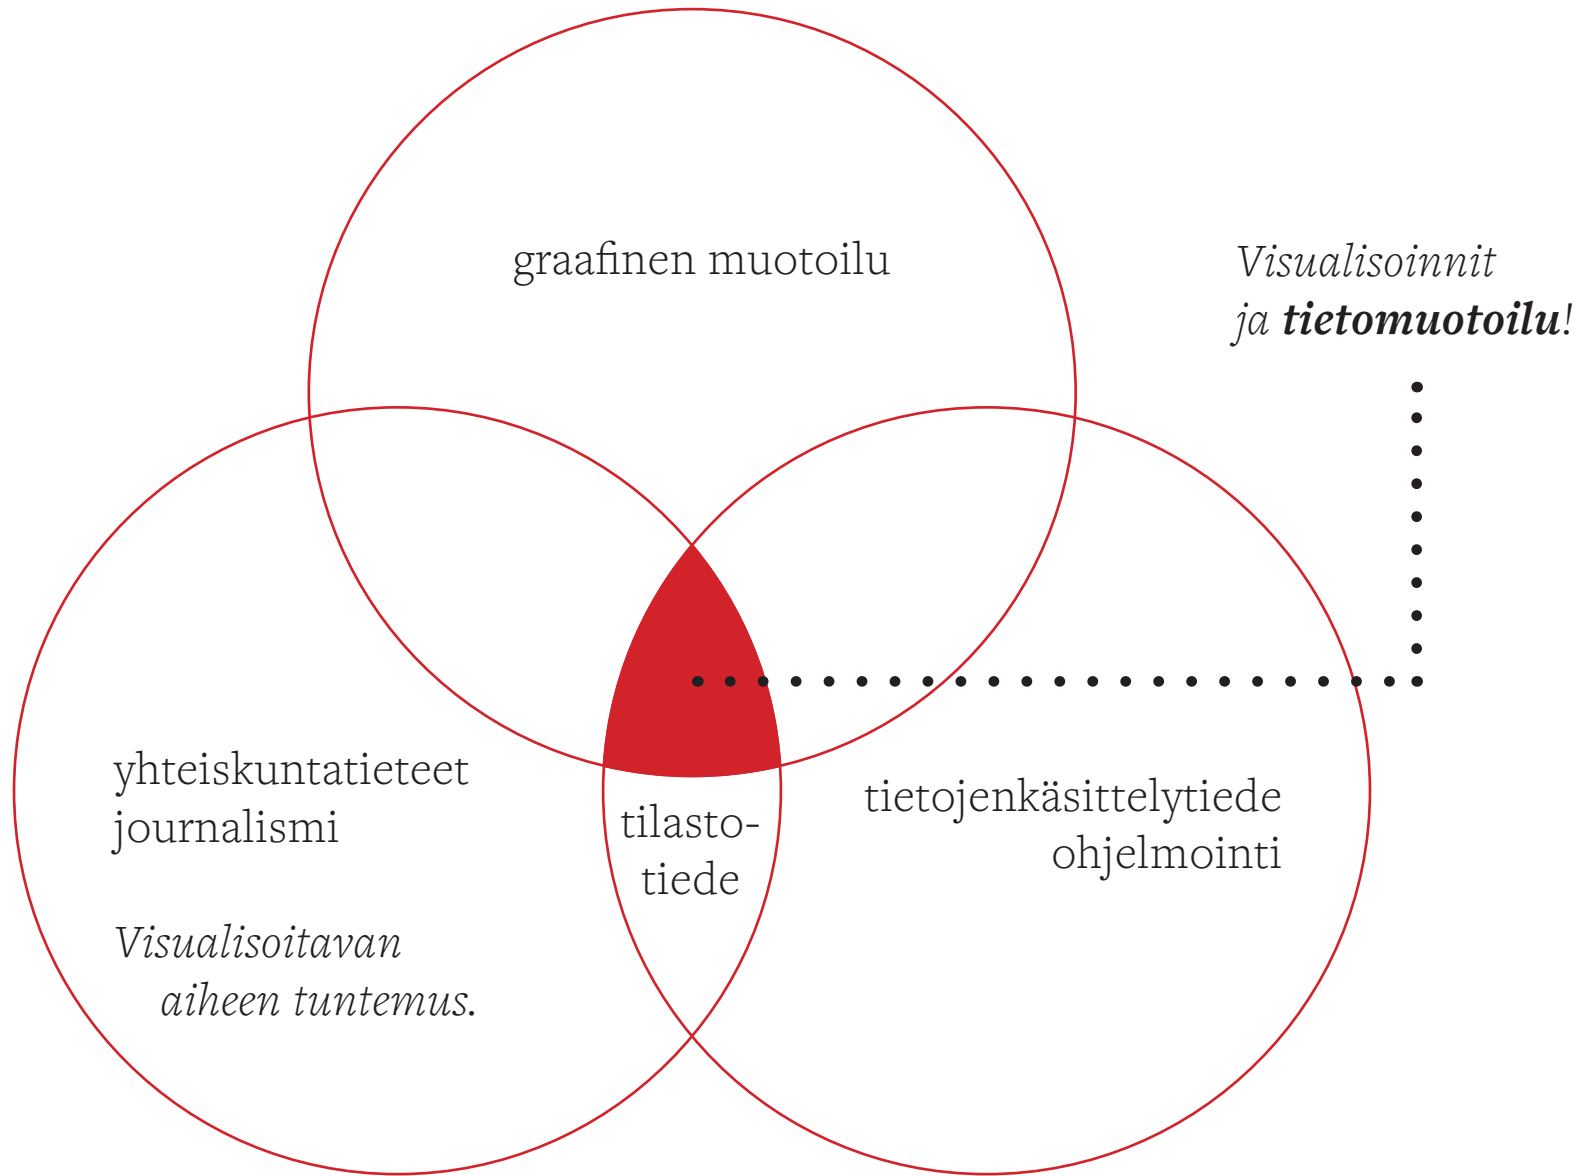 graafinen muotoilu
Visualisoinnit
ja tietomuotoilu!
yhteiskuntatieteet
journalismi
Visualisoitavan
aiheen tuntemus.
tilasto-
tiede
tietojenkäsittelytiede
ohjelmointi